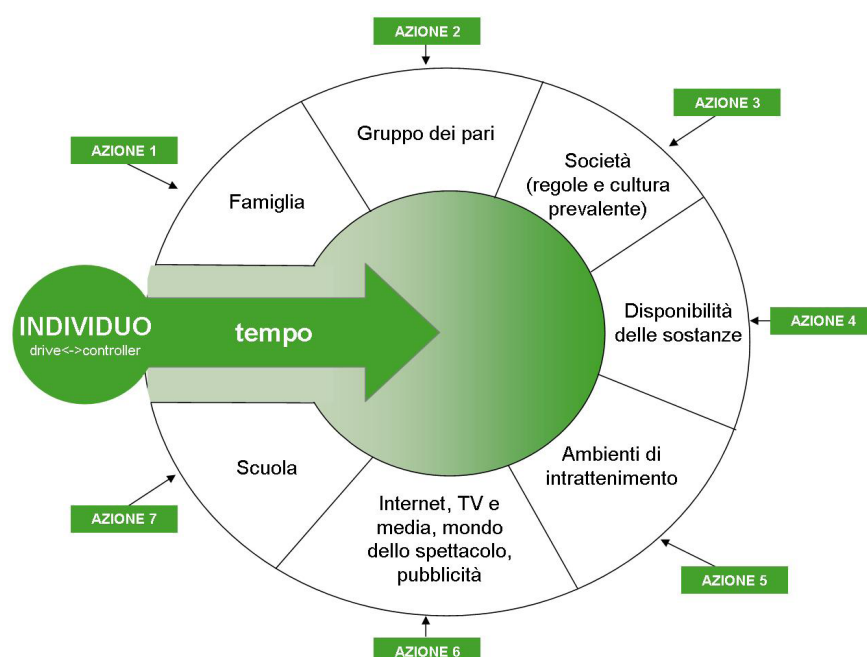 AZIONE 2
AZIONE 3
AZIONE 1
Gruppo dei pari
Società
(regole e cultura
prevalente)
Famiglia
INDIVIDUO
drive<->controller
tempo
Disponibilità
delle sostanze
AZIONE 4
Scuola
Ambienti di
intrattenimento
Internet, TV e
media, mondo
dello spettacolo,
pubblicità
AZIONE 7
AZIONE 5
AZIONE 6